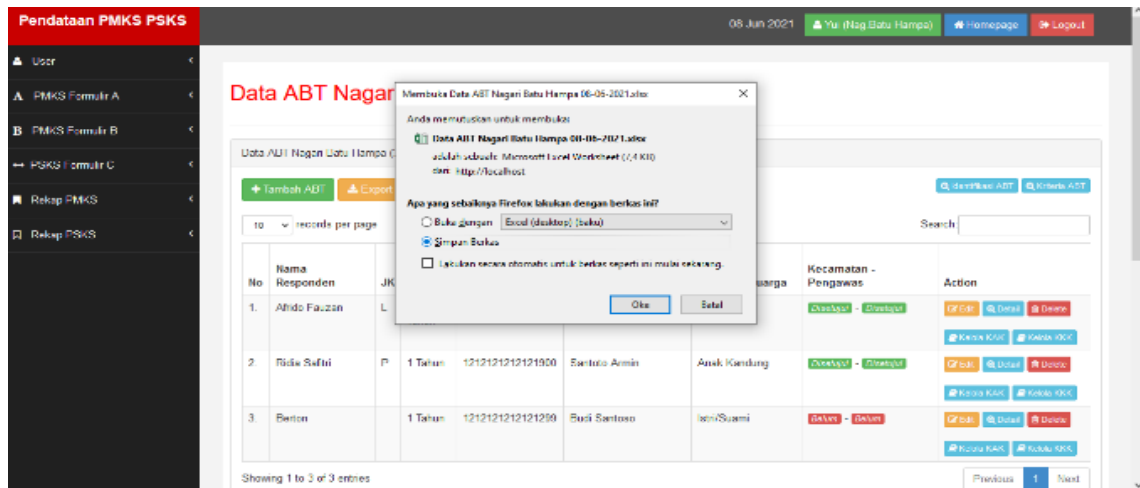 Pendataan PMKS PSKS
08 Jun 2021
Yui (Nag.Batu Hampa)
Homepage
Logout
User
A PMKS Formulir A
B PMKS Formulir B
PSKS Formulir C
Rekap PMKS
Rekap PSKS
Data ABT Nagar
Data ABT Nagari Batu Hampa (
Tambah ABT
Export
Identifikasi ABT
Kriteria ABT
10 records per page
Search
No
Nama Responden
JK
uarga
Kecamatan - Pengawas
Action
1. Afrido Fauzan L
Disetujui - Disetujui
Edit Detail Delete
Kelola KAK Kelola KKK
2. Ridia Safitri P 1 Tahun 1212121212121900 Santoto Armin Anak Kandung Disetujui - Disetujui Edit Detail Delete
Kelola KAK Kelola KKK
3. Berton 1 Tahun 1212121212121299 Budi Santoso Istri/Suami Belum - Belum Edit Detail Delete
Kelola KAK Kelola KKK
Showing 1 to 3 of 3 entries
Previous 1 Next
Membuka Data ABT Nagari Batu Hampa 08-06-2021.xlsx
Anda memutuskan untuk membuka:
Data ABT Nagari Batu Hampa 08-06-2021.xlsx
adalah sebuah: Microsoft Excel Worksheet (7,4 KB)
dari: http://localhost
Apa yang sebaiknya Firefox lakukan dengan berkas ini?
Buka dengan Excel (desktop) (baku)
Simpan Berkas
Lakukan secara otomatis untuk berkas seperti ini mulai sekarang.
Oke
Batal